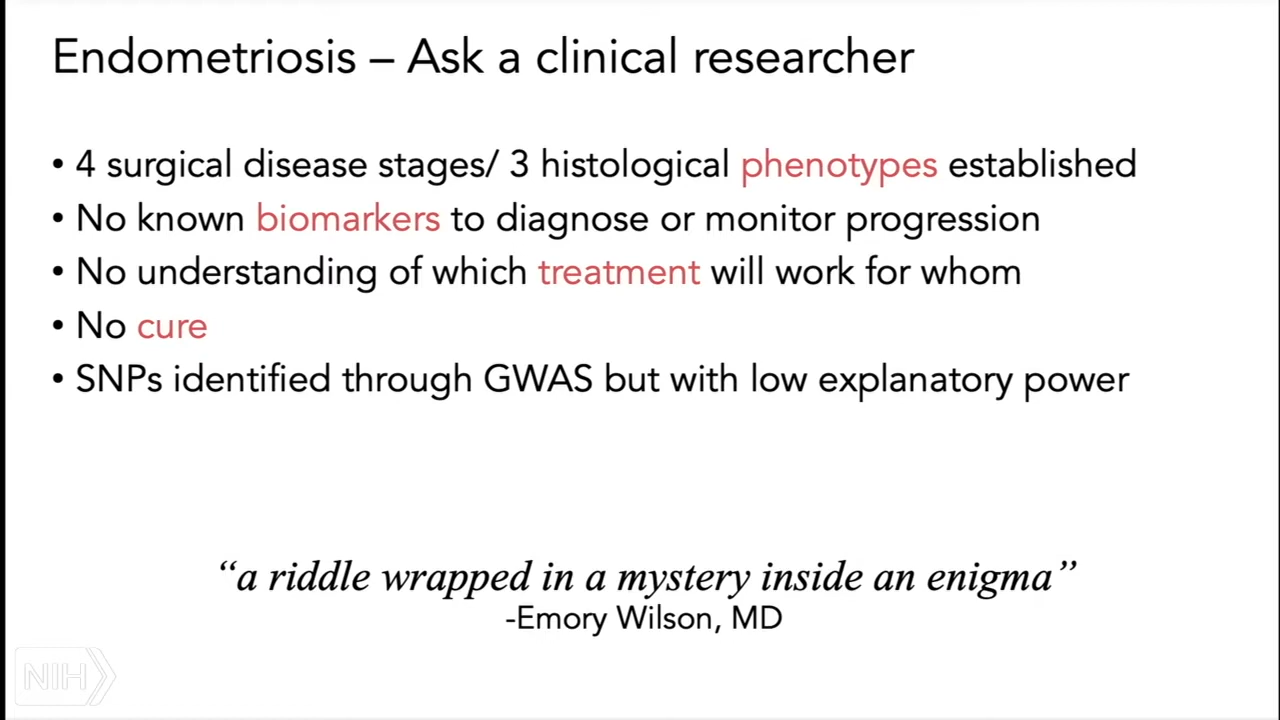 Endometriosis – Ask a clinical researcher
• 4 surgical disease stages/ 3 histological phenotypes established
• No known biomarkers to diagnose or monitor progression
• No understanding of which treatment will work for whom
• No cure
• SNPs identified through GWAS but with low explanatory power
“a riddle wrapped in a mystery inside an enigma”
-Emory Wilson, MD
NIH